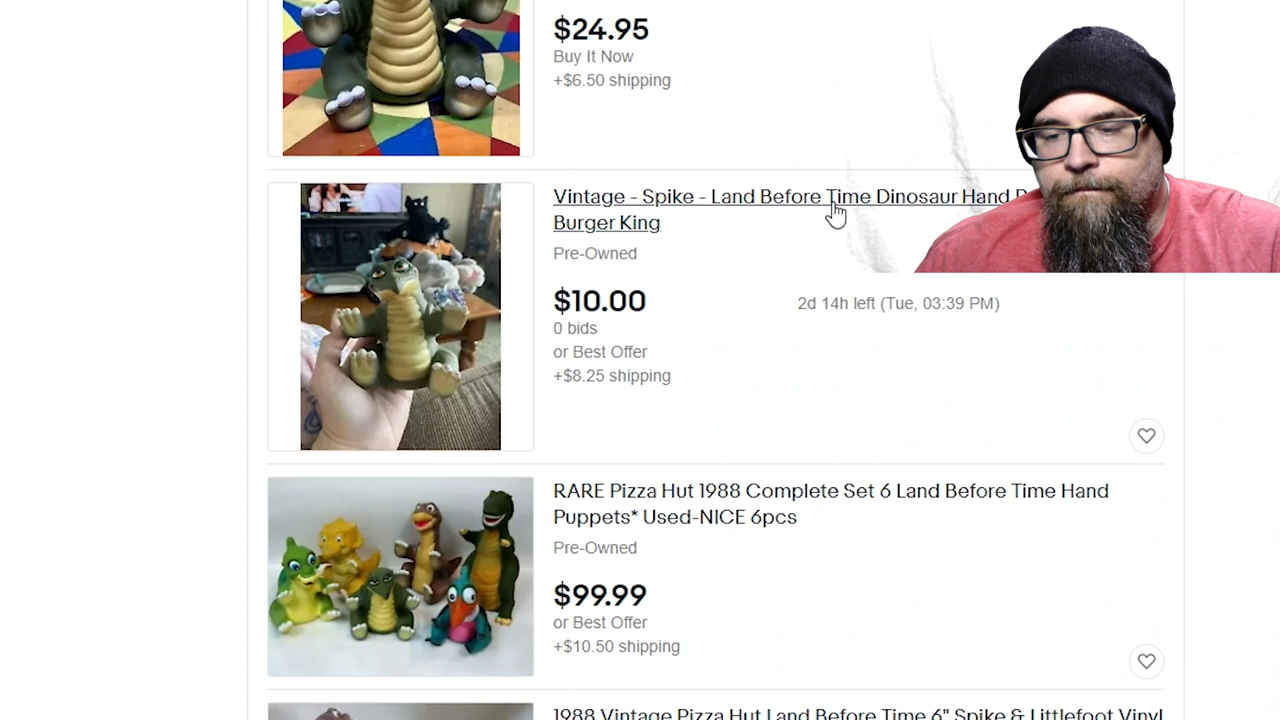 $24.95
Buy It Now
+$6.50 shipping
Vintage - Spike - Land Before Time Dinosaur Hand
Burger King
Pre-Owned
$10.00
2d 14h left (Tue, 03:39 PM)
0 bids
or Best Offer
+$8.25 shipping
RARE Pizza Hut 1988 Complete Set 6 Land Before Time Hand
Puppets* Used-NICE 6pcs
Pre-Owned
$99.99
or Best Offer
+$10.50 shipping
1988 Vintage Pizza Hut Land Before Time 6" Spike & Littlefoot Vinyl